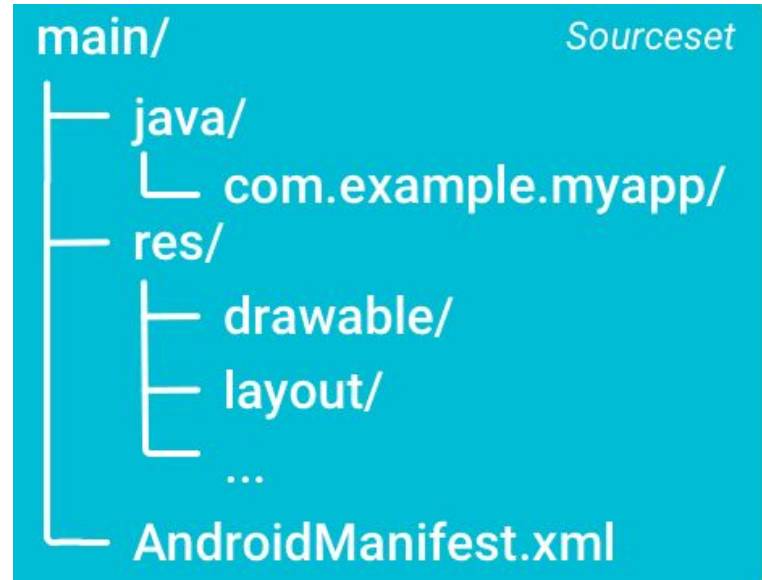 main/ Sourceset
java/
com.example.myapp/
res/
drawable/
layout/
...
AndroidManifest.xml